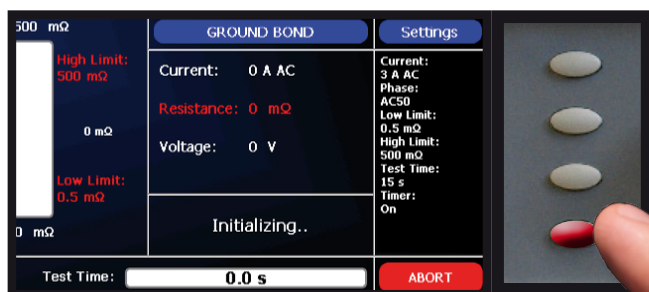 500 mΩ
High Limit:
500 mΩ
0 mΩ
Low Limit:
0.5 mΩ
0 mΩ
GROUND BOND
Current: 0 A AC
Resistance: 0 mΩ
Voltage: 0 V
Initializing..
Settings
Current:
3 A AC
Phase:
AC50
Low Limit:
0.5 mΩ
High Limit:
500 mΩ
Test Time:
15 s
Timer:
On
Test Time: 0.0 s
ABORT